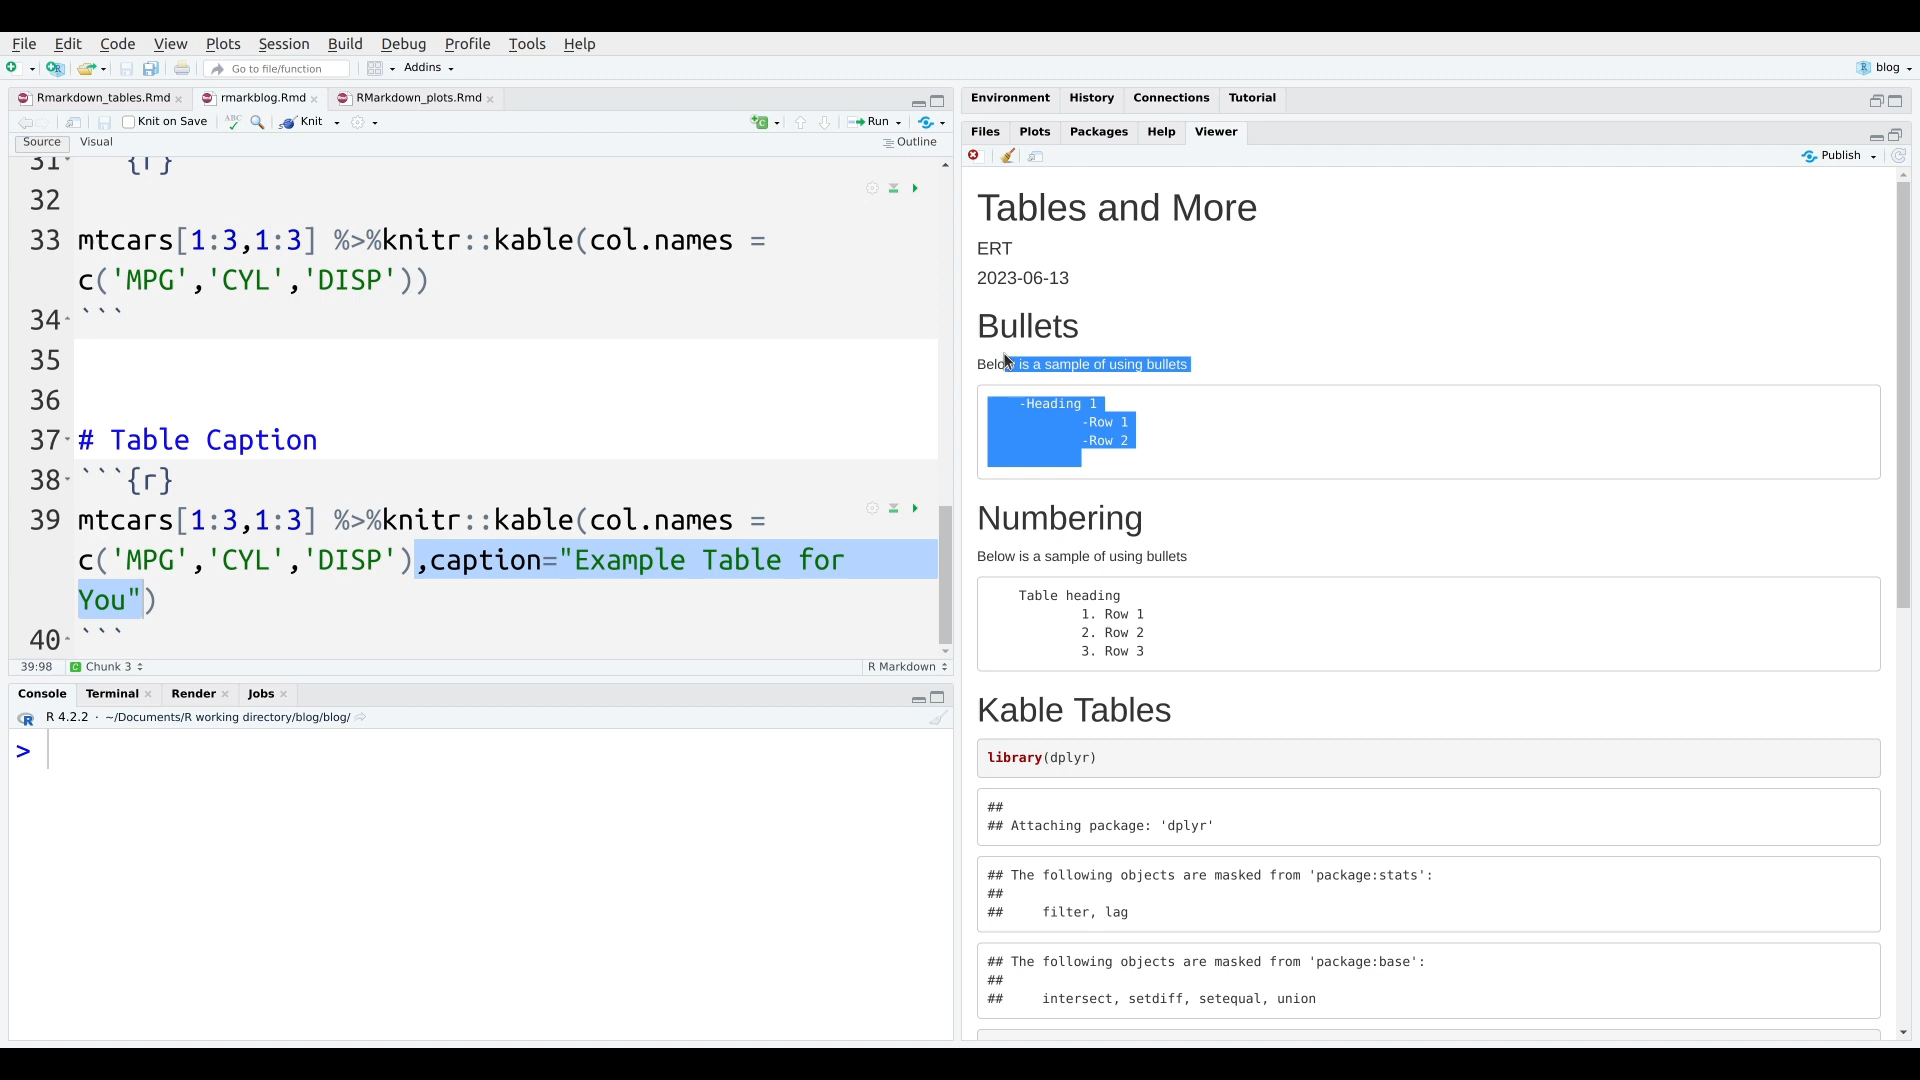 File Edit Code View Plots Session Build Debug Profile Tools Help
Go to file/function Addins blog
Rmarkdown_tables.Rmd rmarkblog.Rmd RMarkdown_plots.Rmd
Knit on Save ABC Knit Run
Source Visual Outline
31 {r}
32
33 mtcars[1:3,1:3] %>%knitr::kable(col.names =
c('MPG','CYL','DISP'))
34 ```
35
36
37 # Table Caption
38 ```{r}
39 mtcars[1:3,1:3] %>%knitr::kable(col.names =
c('MPG','CYL','DISP'),caption="Example Table for
You")
40 ```
39:98 C Chunk 3 R Markdown
Console Terminal Render Jobs
R 4.2.2 · ~/Documents/R working directory/blog/blog/
>
Environment History Connections Tutorial
Files Plots Packages Help Viewer
Publish
Tables and More
ERT
2023-06-13
Bullets
Below is a sample of using bullets
-Heading 1
-Row 1
-Row 2
Numbering
Below is a sample of using bullets
Table heading
1. Row 1
2. Row 2
3. Row 3
Kable Tables
library(dplyr)
##
## Attaching package: 'dplyr'
## The following objects are masked from 'package:stats':
##
## filter, lag
## The following objects are masked from 'package:base':
##
## intersect, setdiff, setequal, union